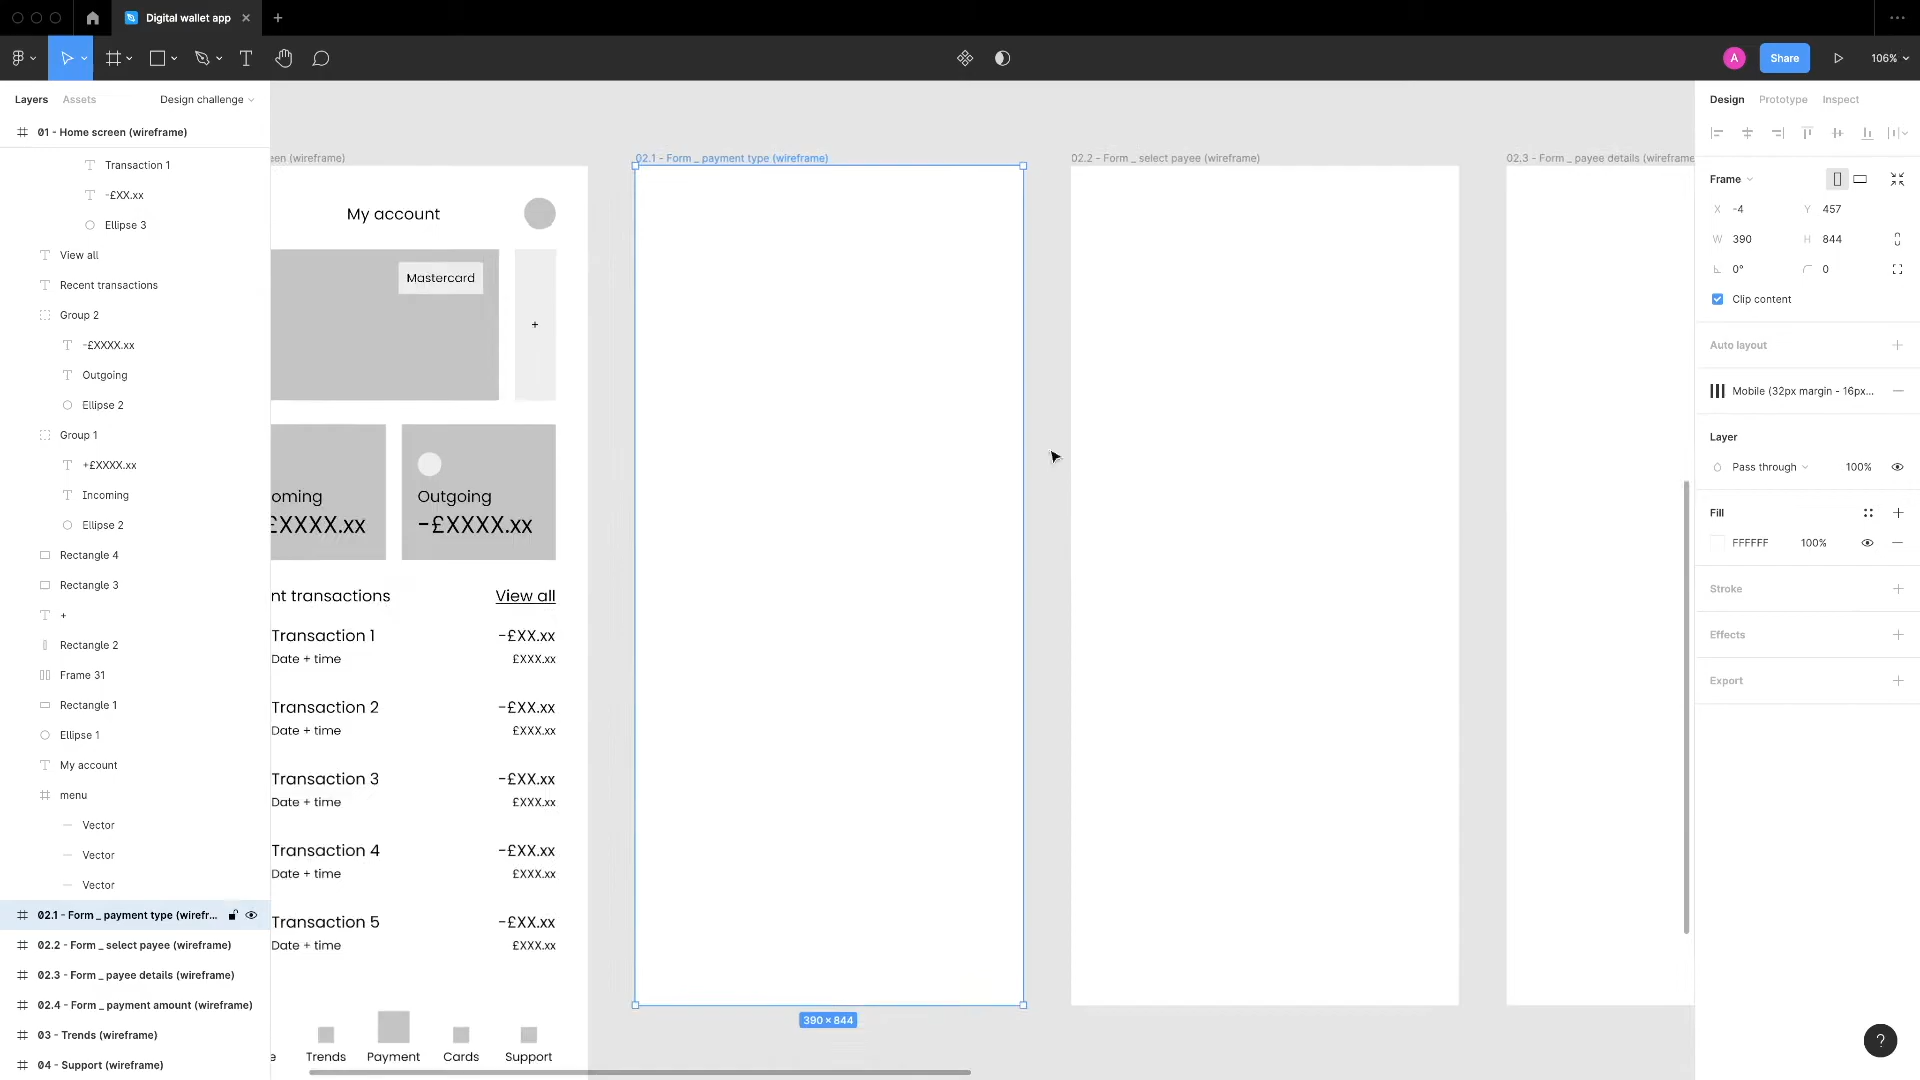 Digital wallet app
Share
106%
Layers
Assets
Design challenge
01 - Home screen (wireframe)
Transaction 1
-£XX.xx
Ellipse 3
View all
Recent transactions
Group 2
-£XXXX.xx
Outgoing
Ellipse 2
Group 1
+£XXXX.xx
Incoming
Ellipse 2
Rectangle 4
Rectangle 3
+
Rectangle 2
Frame 31
Rectangle 1
Ellipse 1
My account
menu
Vector
Vector
Vector
02.1 - Form _ payment type (wirefr...
02.2 - Form _ select payee (wireframe)
02.3 - Form _ payee details (wireframe)
02.4 - Form _ payment amount (wireframe)
03 - Trends (wireframe)
04 - Support (wireframe)
een (wireframe)
My account
Mastercard
+
oming
£XXXX.xx
Outgoing
-£XXXX.xx
nt transactions
View all
Transaction 1
-£XX.xx
Date + time
£XXX.xx
Transaction 2
-£XX.xx
Date + time
£XXX.xx
Transaction 3
-£XX.xx
Date + time
£XXX.xx
Transaction 4
-£XX.xx
Date + time
£XXX.xx
Transaction 5
-£XX.xx
Date + time
£XXX.xx
e
Trends
Payment
Cards
Support
02.1 - Form _ payment type (wireframe)
390 × 844
02.2 - Form _ select payee (wireframe)
02.3 - Form _ payee details (wireframe
A
Design
Prototype
Inspect
Frame
X -4
Y 457
W 390
H 844
0°
0
Clip content
Auto layout
Mobile (32px margin - 16px...
Layer
Pass through
100%
Fill
FFFFFF
100%
Stroke
Effects
Export
?